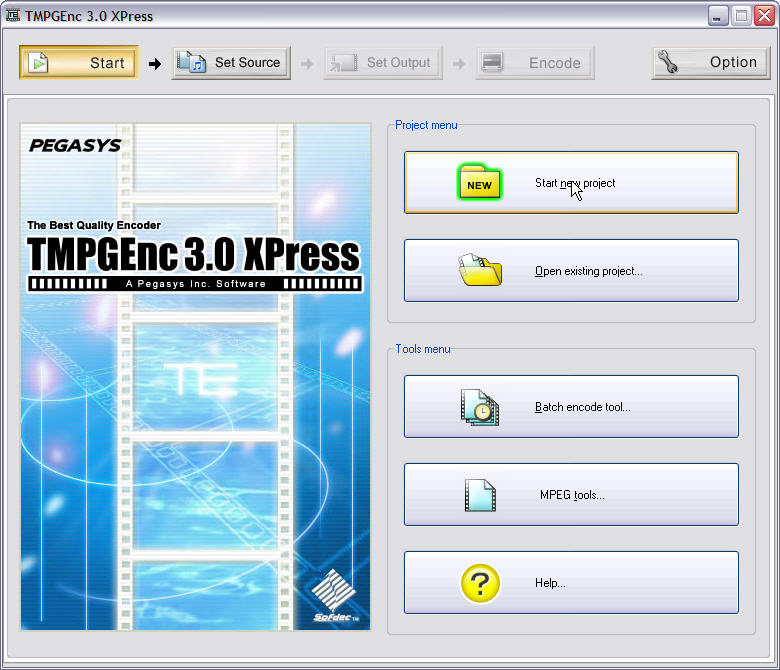 TMPGEnc 3.0 XPress
Start
Set Source
Set Output
Encode
Option
PEGASYS
The Best Quality Encoder
TMPGEnc 3.0 XPress
A Pegasys Inc. Software
TE
Sofdec TM
Project menu
NEW
Start new project
Open existing project...
Tools menu
Batch encode tool...
MPEG tools...
?
Help...